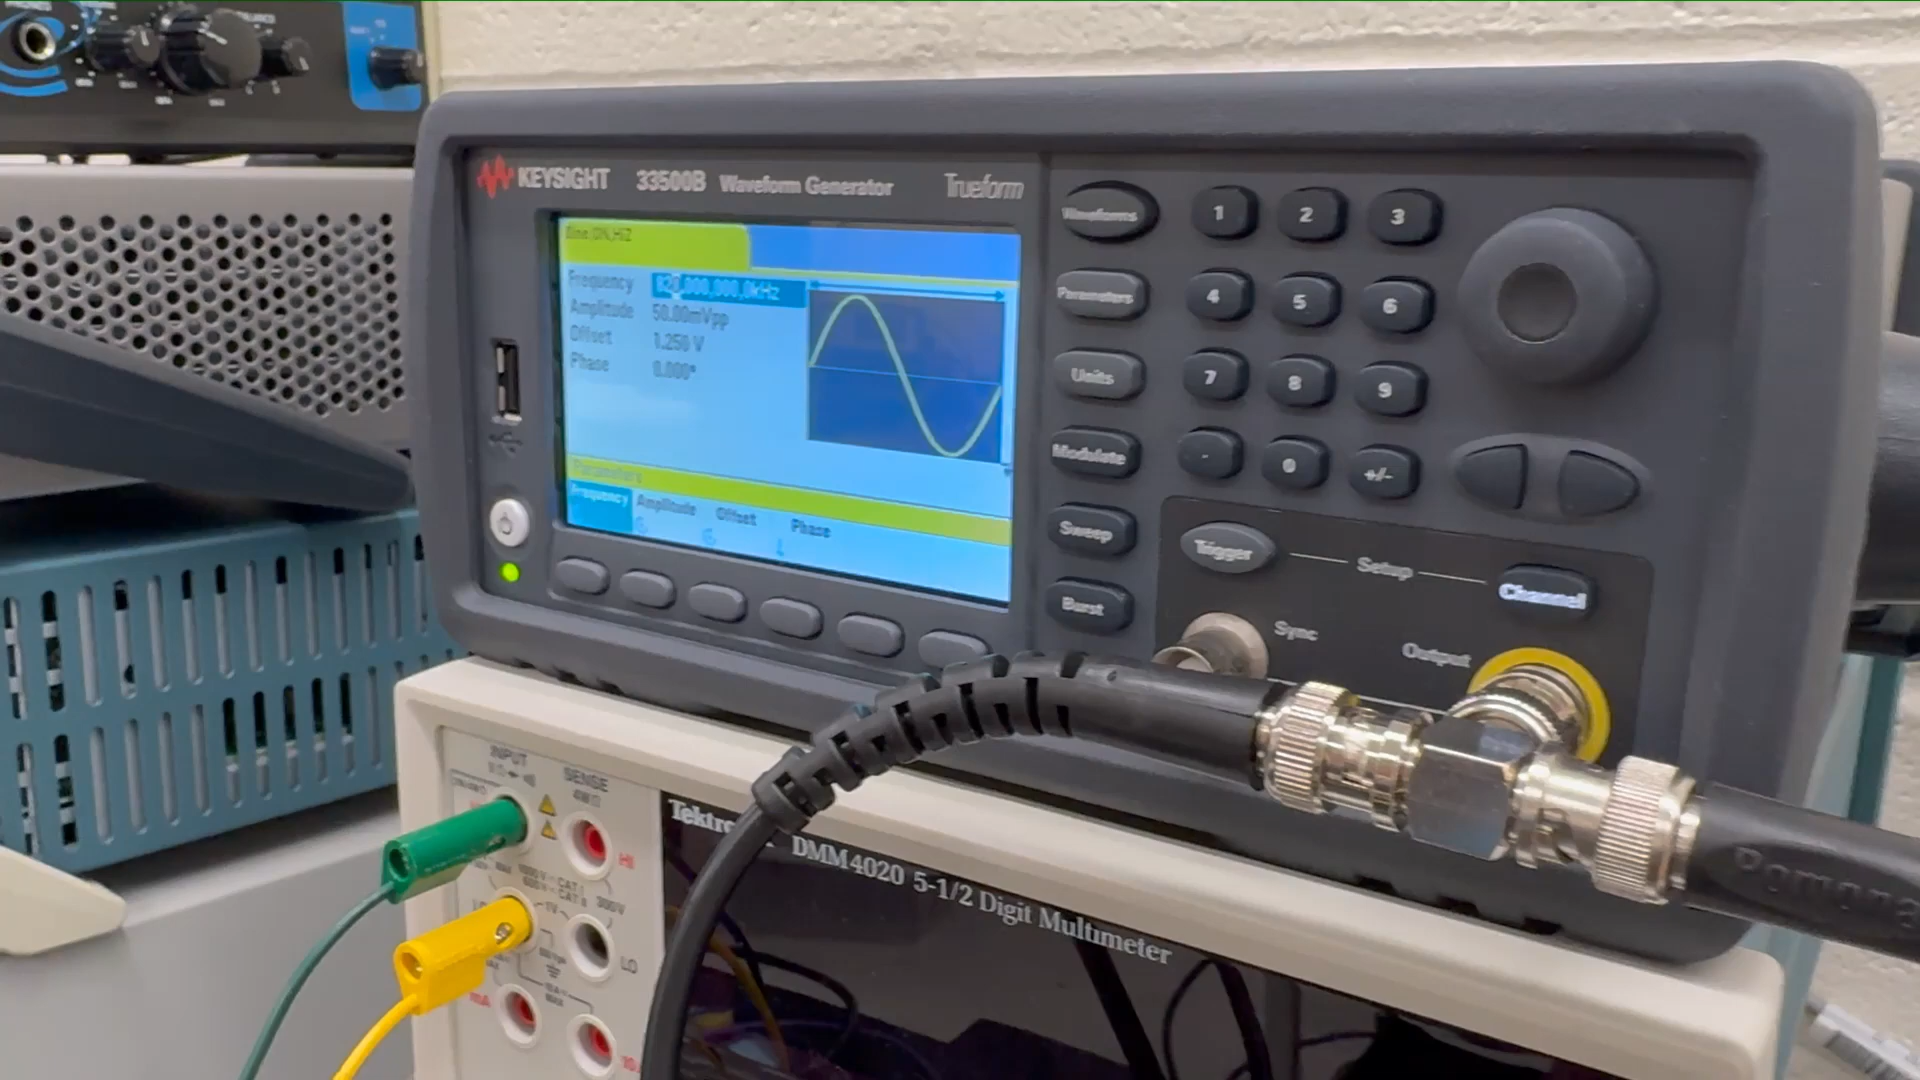 KEYSIGHT 33500B Waveform Generator Trueform
Sine,ON,HiZ
Frequency 820.000,000,0kHz
Amplitude 50.00mVpp
Offset 1.250 V
Phase 0.000°
Parameters
Frequency Amplitude Offset Phase
Waveforms
Parameters
Units
Modulate
Sweep
Burst
1 2 3
4 5 6
7 8 9
. 0 +/-
Trigger Setup Channel
Sync
Output
INPUT
SENSE
HI
LO
mA
300V
DMM4020 5-1/2 Digit Multimeter
Pomona